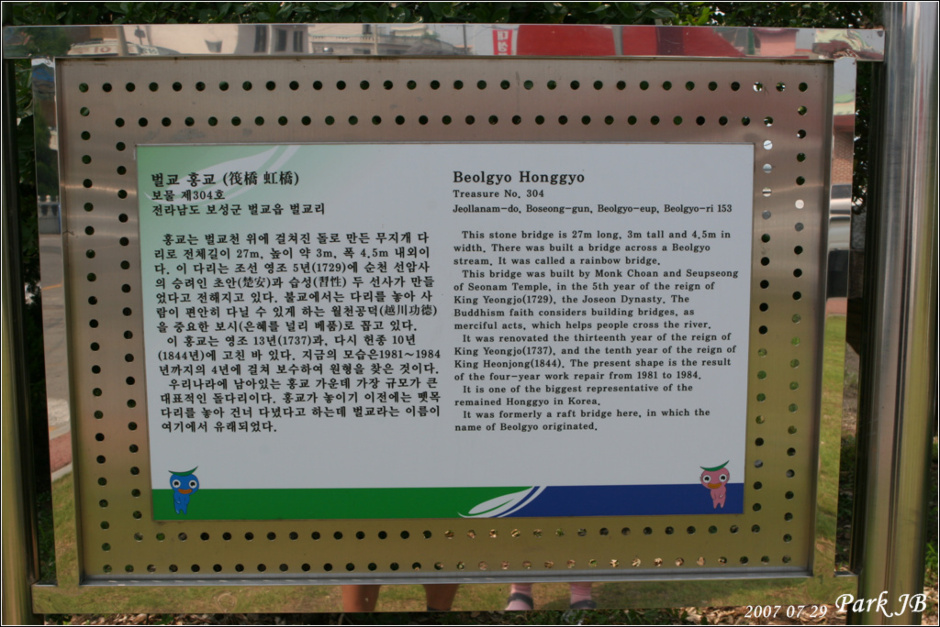 벌교 홍교 (筏橋 虹橋)
보물 제304호
전라남도 보성군 벌교읍 벌교리
홍교는 벌교천 위에 걸쳐진 돌로 만든 무지개 다
리로 전체길이 27m, 높이 약 3m, 폭 4.5m 내외이
다. 이 다리는 조선 영조 5년(1729)에 순천 선암사
의 승려인 초안(楚安)과 습성(習性) 두 선사가 만들
었다고 전해지고 있다. 불교에서는 다리를 놓아 사
람이 편안히 다닐 수 있게 하는 월천공덕(越川功德)
을 중요한 보시(은혜를 널리 베품)로 꼽고 있다.
이 홍교는 영조 13년(1737)과, 다시 헌종 10년
(1844년)에 고친 바 있다. 지금의 모습은1981~1984
년까지의 4년에 걸쳐 보수하여 원형을 찾은 것이다.
우리나라에 남아있는 홍교 가운데 가장 규모가 큰
대표적인 돌다리이다. 홍교가 놓이기 이전에는 뗏목
다리를 놓아 건너 다녔다고 하는데 벌교라는 이름이
여기에서 유래되었다.
Beolgyo Honggyo
Treasure No. 304
Jeollanam-do, Boseong-gun, Beolgyo-eup, Beolgyo-ri 153
This stone bridge is 27m long, 3m tall and 4.5m in
width. There was built a bridge across a Beolgyo
stream. It was called a rainbow bridge.
This bridge was built by Monk Choan and Seupseong
of Seonam Temple, in the 5th year of the reign of
King Yeongjo(1729), the Joseon Dynasty. The
Buddhism faith considers building bridges, as
merciful acts, which helps people cross the river.
It was renovated the thirteenth year of the reign of
King Yeongjo(1737), and the tenth year of the reign of
King Heonjong(1844). The present shape is the result
of the four-year work repair from 1981 to 1984.
It is one of the biggest representative of the
remained Honggyo in Korea.
It was formerly a raft bridge here, in which the
name of Beolgyo originated.
2007 07 29 Park JB